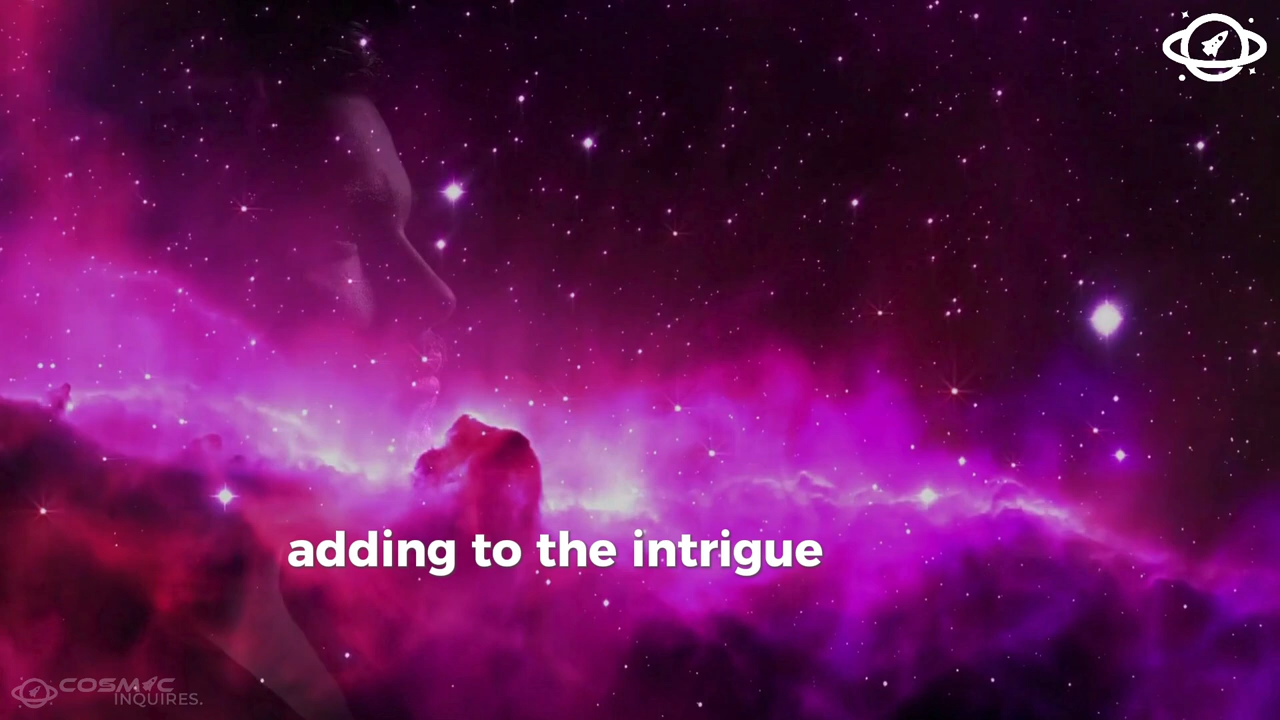 adding to the intrigue
COSMIC
INQUIRES.